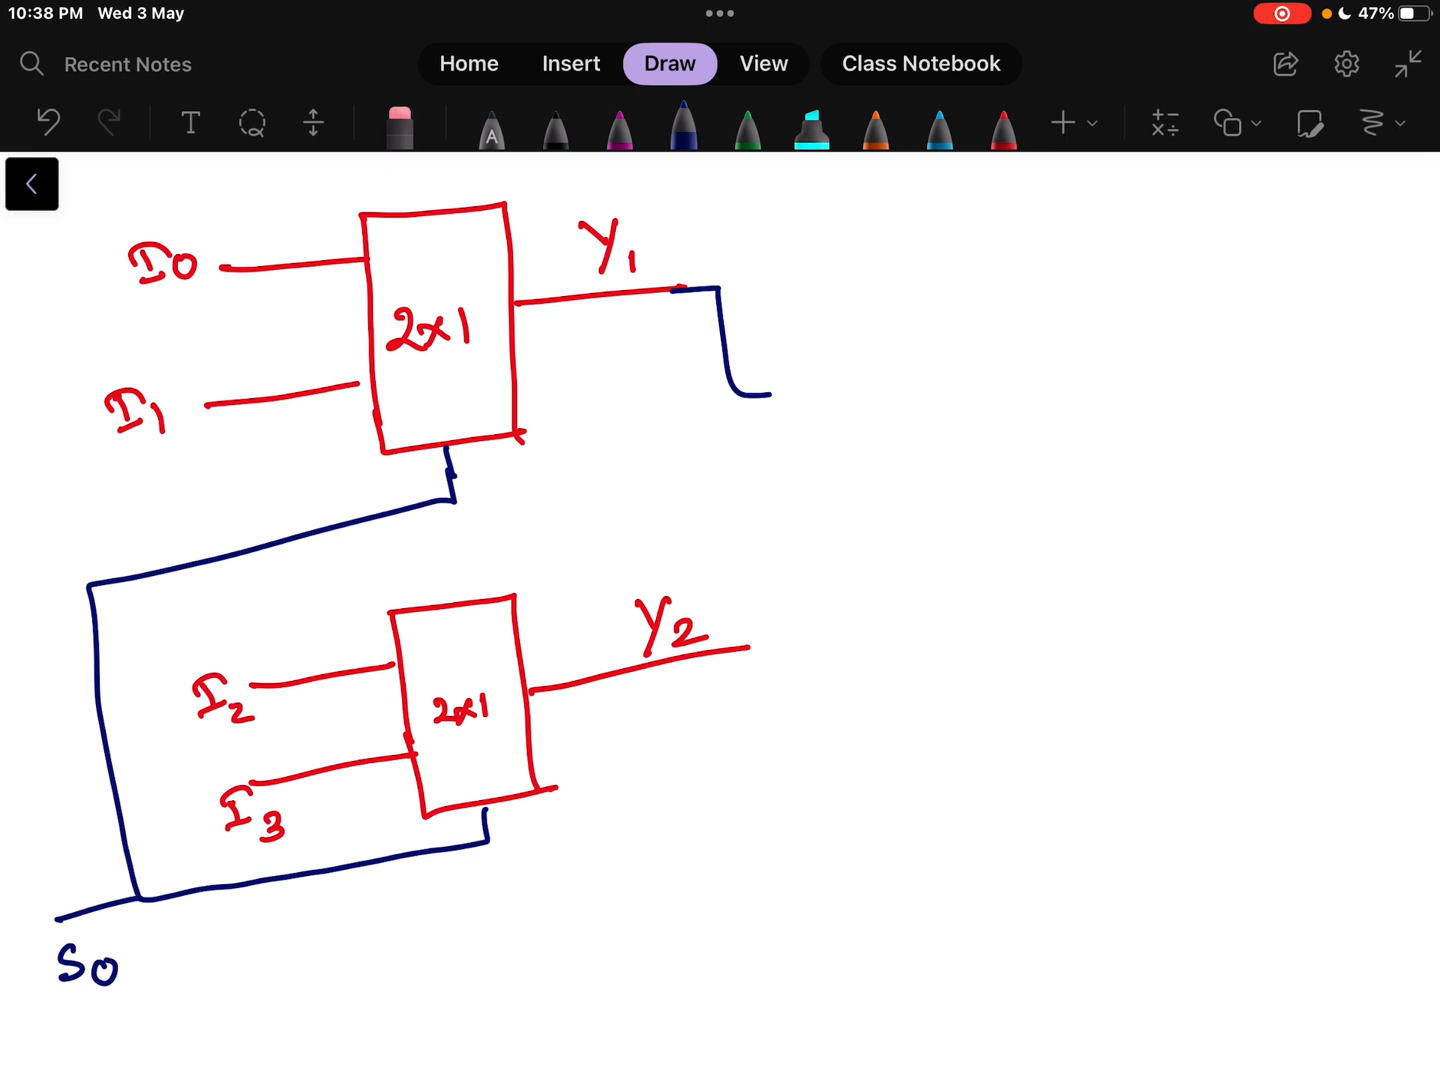 10:38 PM Wed 3 May
47%
Recent Notes
Home Insert Draw View Class Notebook
T
A
I0
Y1
2x1
I1
Y2
I2
2x1
I3
S0